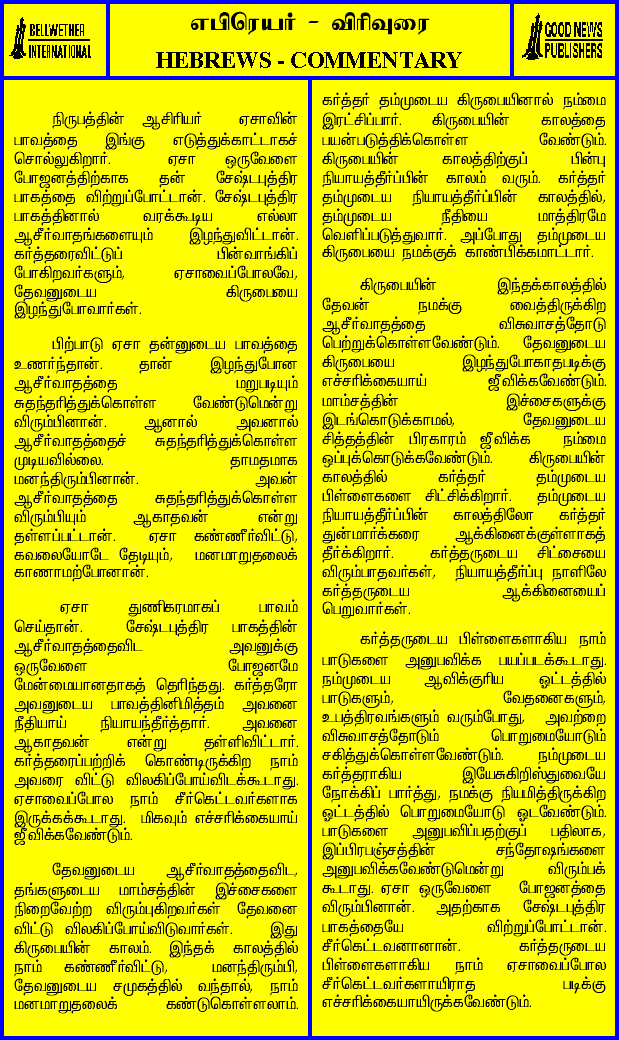 BELLWETHER
INTERNATIONAL
எபிரெயர் - விரிவுரை
HEBREWS - COMMENTARY
GOOD NEWS
PUBLISHERS
நிருபத்தின் ஆசிரியர் ஏசாவின்
பாவத்தை இங்கு எடுத்துக்காட்டாகச்
சொல்லுகிறார். ஏசா ஒருவேளை
போஜனத்திற்காக தன் சேஷ்டபுத்திர
பாகத்தை விற்றுப்போட்டான். சேஷ்டபுத்திர
பாகத்தினால் வரக்கூடிய எல்லா
ஆசீர்வாதங்களையும் இழந்துவிட்டான்.
கர்த்தரைவிட்டுப் பின்வாங்கிப்
போகிறவர்களும், ஏசாவைப்போலவே,
தேவனுடைய கிருபையை
இழந்துபோவார்கள்.
பிற்பாடு ஏசா தன்னுடைய பாவத்தை
உணர்ந்தான். தான் இழந்துபோன
ஆசீர்வாதத்தை மறுபடியும்
சுதந்தரித்துக்கொள்ள வேண்டுமென்று
விரும்பினான். ஆனால் அவனால்
ஆசீர்வாதத்தைச் சுதந்தரித்துக்கொள்ள
முடியவில்லை. தாமதமாக
மனந்திரும்பினான். அவன்
ஆசீர்வாதத்தை சுதந்தரித்துக்கொள்ள
விரும்பியும் ஆகாதவன் என்று
தள்ளப்பட்டான். ஏசா கண்ணீர்விட்டு,
கவலையோடே தேடியும், மனமாறுதலைக்
காணாமற்போனான்.
ஏசா துணிகரமாகப் பாவம்
செய்தான். சேஷ்டபுத்திர பாகத்தின்
ஆசீர்வாதத்தைவிட அவனுக்கு
ஒருவேளை போஜனமே
மேன்மையானதாகத் தெரிந்தது. கர்த்தரோ
அவனுடைய பாவத்தினிமித்தம் அவனை
நீதியாய் நியாயந்தீர்த்தார். அவனை
ஆகாதவன் என்று தள்ளிவிட்டார்.
கர்த்தரைப்பற்றிக் கொண்டிருக்கிற நாம்
அவரை விட்டு விலகிப்போய்விடக்கூடாது.
ஏசாவைப்போல நாம் சீர்கெட்டவர்களாக
இருக்கக்கூடாது. மிகவும் எச்சரிக்கையாய்
ஜீவிக்கவேண்டும்.
தேவனுடைய ஆசீர்வாதத்தைவிட,
தங்களுடைய மாம்சத்தின் இச்சைகளை
நிறைவேற்ற விரும்புகிறவர்கள் தேவனை
விட்டு விலகிப்போய்விடுவார்கள். இது
கிருபையின் காலம். இந்தக் காலத்தில்
நாம் கண்ணீர்விட்டு, மனந்திரும்பி,
தேவனுடைய சமுகத்தில் வந்தால், நாம்
மனமாறுதலைக் கண்டுகொள்ளலாம்.
கர்த்தர் தம்முடைய கிருபையினால் நம்மை
இரட்சிப்பார். கிருபையின் காலத்தை
பயன்படுத்திக்கொள்ள வேண்டும்.
கிருபையின் காலத்திற்குப் பின்பு
நியாயத்தீர்ப்பின் காலம் வரும். கர்த்தர்
தம்முடைய நியாயத்தீர்ப்பின் காலத்தில்,
தம்முடைய நீதியை மாத்திரமே
வெளிப்படுத்துவார். அப்போது தம்முடைய
கிருபையை நமக்குக் காண்பிக்கமாட்டார்.
கிருபையின் இந்தக்காலத்தில்
தேவன் நமக்கு வைத்திருக்கிற
ஆசீர்வாதத்தை விசுவாசத்தோடு
பெற்றுக்கொள்ளவேண்டும். தேவனுடைய
கிருபையை இழந்துபோகாதபடிக்கு
எச்சரிக்கையாய் ஜீவிக்கவேண்டும்.
மாம்சத்தின் இச்சைகளுக்கு
இடங்கொடுக்காமல், தேவனுடைய
சித்தத்தின் பிரகாரம் ஜீவிக்க நம்மை
ஒப்புக்கொடுக்கவேண்டும். கிருபையின்
காலத்தில் கர்த்தர் தம்முடைய
பிள்ளைகளை சிட்சிக்கிறார். தம்முடைய
நியாயத்தீர்ப்பின் காலத்திலோ கர்த்தர்
துன்மார்க்கரை ஆக்கினைக்குள்ளாகத்
தீர்க்கிறார். கர்த்தருடைய சிட்சையை
விரும்பாதவர்கள், நியாயத்தீர்ப்பு நாளிலே
கர்த்தருடைய ஆக்கினையைப்
பெறுவார்கள்.
கர்த்தருடைய பிள்ளைகளாகிய நாம்
பாடுகளை அனுபவிக்க பயப்படக்கூடாது.
நம்முடைய ஆவிக்குரிய ஓட்டத்தில்
பாடுகளும், வேதனைகளும்,
உபத்திரவங்களும் வரும்போது, அவற்றை
விசுவாசத்தோடும் பொறுமையோடும்
சகித்துக்கொள்ளவேண்டும். நம்முடைய
கர்த்தராகிய இயேசுகிறிஸ்துவையே
நோக்கிப் பார்த்து, நமக்கு நியமித்திருக்கிற
ஓட்டத்தில் பொறுமையோடு ஓடவேண்டும்.
பாடுகளை அனுபவிப்பதற்குப் பதிலாக,
இப்பிரபஞ்சத்தின் சந்தோஷங்களை
அனுபவிக்கவேண்டுமென்று விரும்பக்
கூடாது. ஏசா ஒருவேளை போஜனத்தை
விரும்பினான். அதற்காக சேஷ்டபுத்திர
பாகத்தையே விற்றுப்போட்டான்.
சீர்கெட்டவனானான். கர்த்தருடைய
பிள்ளைகளாகிய நாம் ஏசாவைப்போல
சீர்கெட்டவர்களாயிராத படிக்கு
எச்சரிக்கையாயிருக்கவேண்டும்.